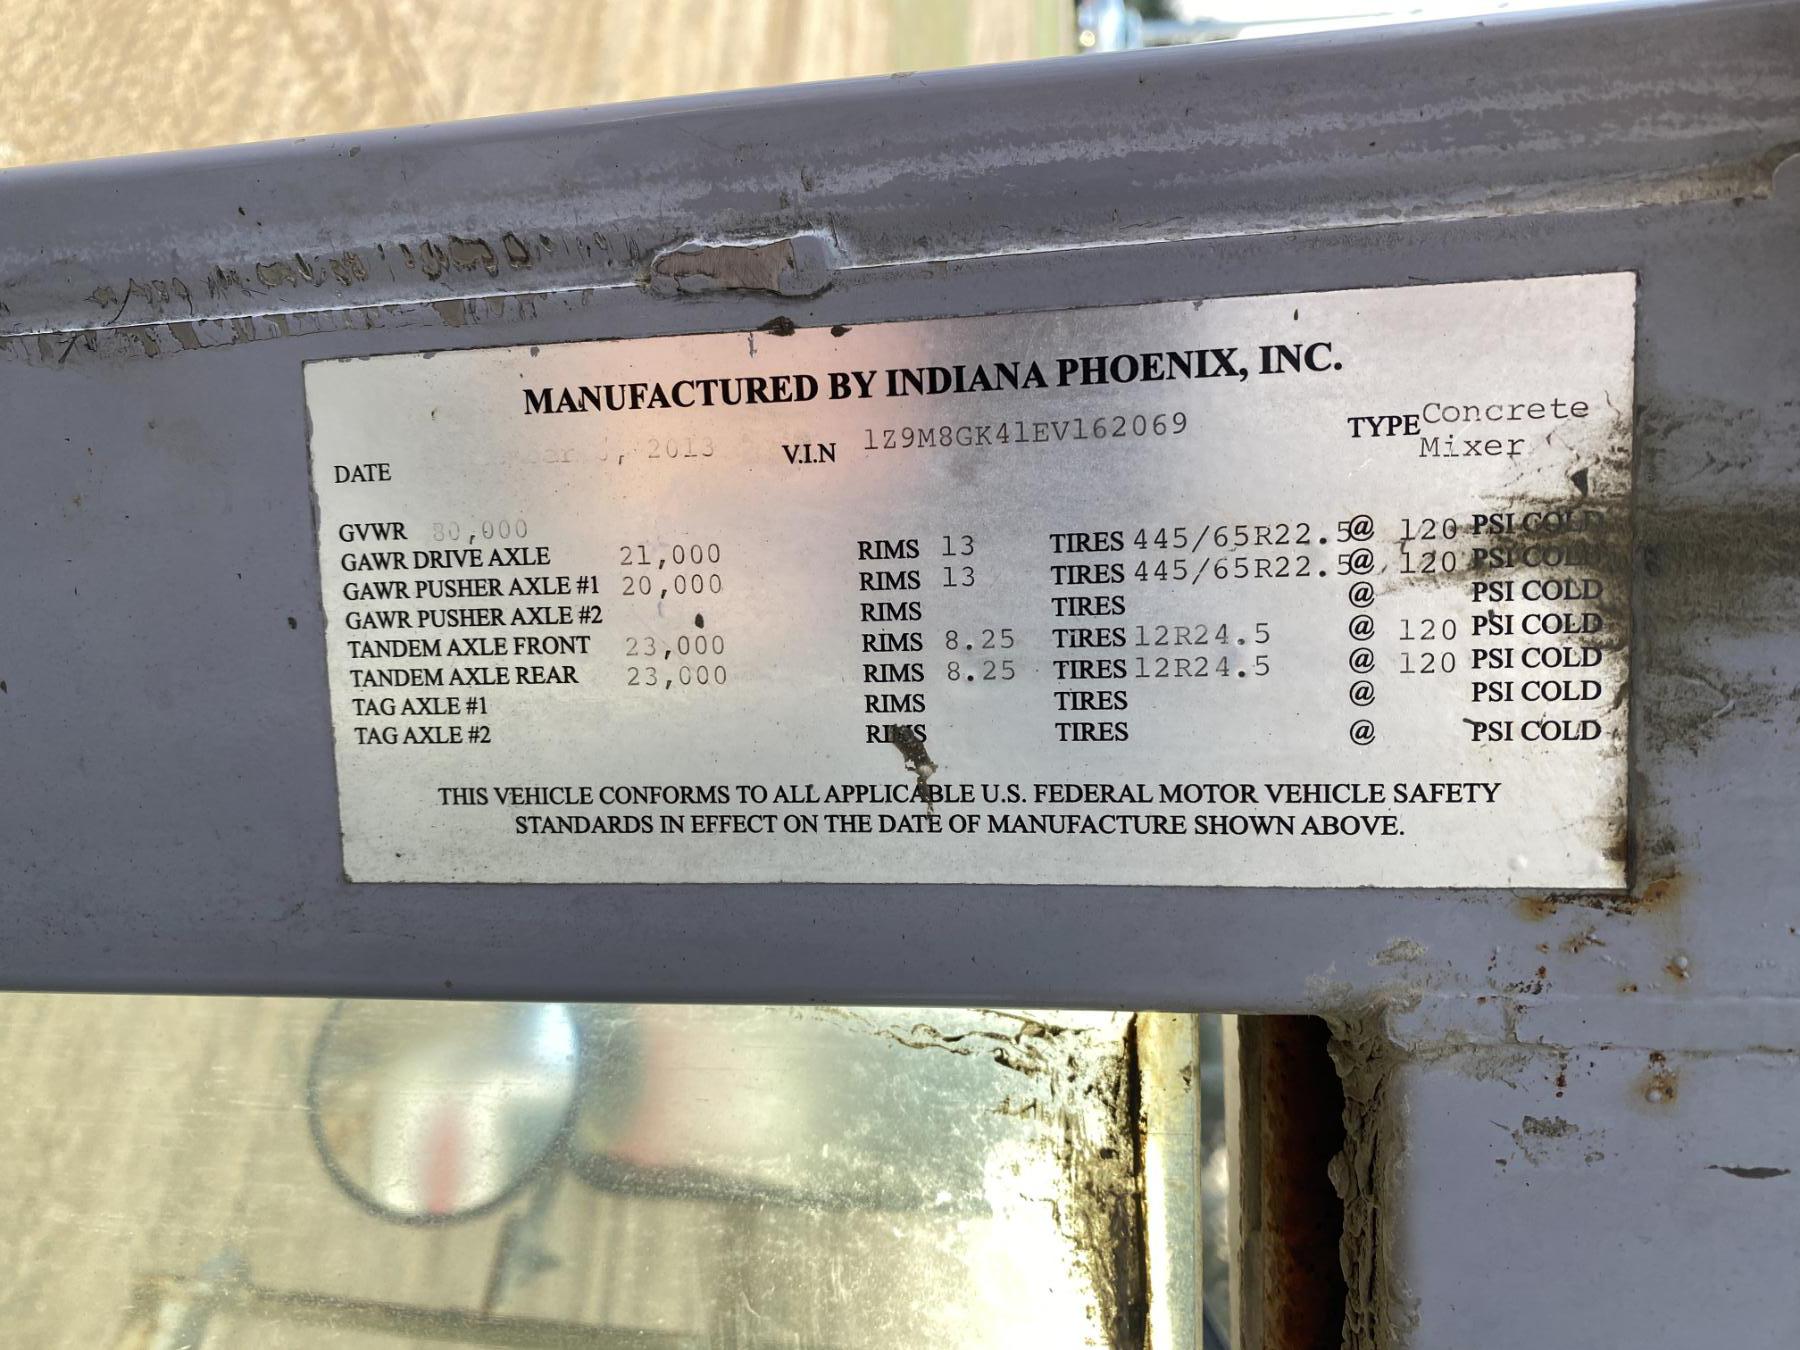 MANUFACTURED BY INDIANA PHOENIX, INC.
DATE 2013 V.I.N 1Z9M8GK41EV162069 TYPE Concrete Mixer
GVWR 80,000
GAWR DRIVE AXLE 21,000 RIMS 13 TIRES 445/65R22.5 @ 120 PSI COLD
GAWR PUSHER AXLE #1 20,000 RIMS 13 TIRES 445/65R22.5 @ 120 PSI COLD
GAWR PUSHER AXLE #2 RIMS TIRES @ PSI COLD
TANDEM AXLE FRONT 23,000 RIMS 8.25 TIRES 12R24.5 @ 120 PSI COLD
TANDEM AXLE REAR 23,000 RIMS 8.25 TIRES 12R24.5 @ 120 PSI COLD
TAG AXLE #1 RIMS TIRES @ PSI COLD
TAG AXLE #2 RIMS TIRES @ PSI COLD
THIS VEHICLE CONFORMS TO ALL APPLICABLE U.S. FEDERAL MOTOR VEHICLE SAFETY
STANDARDS IN EFFECT ON THE DATE OF MANUFACTURE SHOWN ABOVE.